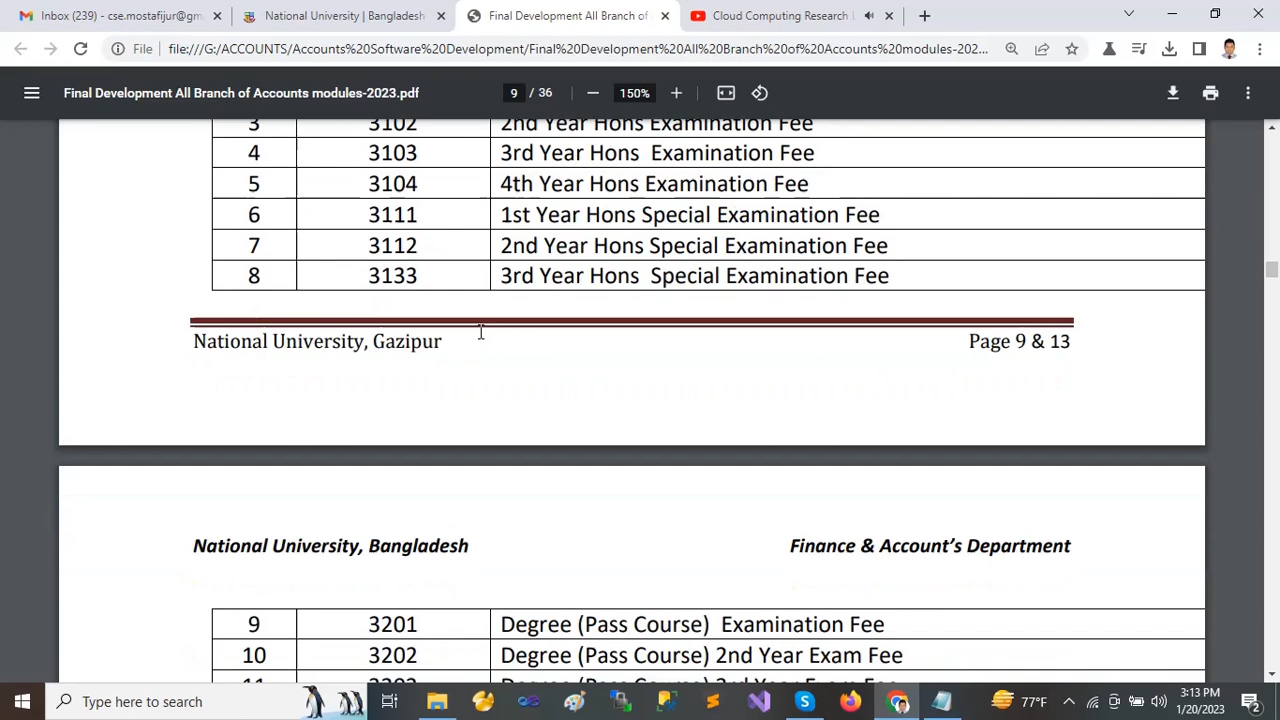 Inbox (239) - cse.mostafijur@gm
National University | Bangladesh
Final Development All Branch of
Cloud Computing Research
File
file:///G:/ACCOUNTS/Accounts%20Software%20Development/Final%20Development%20All%20Branch%20of%20Accounts%20modules-202...
Final Development All Branch of Accounts modules-2023.pdf
9 / 36
150%
3 3102 2nd Year Hons Examination Fee
4 3103 3rd Year Hons Examination Fee
5 3104 4th Year Hons Examination Fee
6 3111 1st Year Hons Special Examination Fee
7 3112 2nd Year Hons Special Examination Fee
8 3133 3rd Year Hons Special Examination Fee
National University, Gazipur Page 9 & 13
National University, Bangladesh Finance & Account's Department
9 3201 Degree (Pass Course) Examination Fee
10 3202 Degree (Pass Course) 2nd Year Exam Fee
Type here to search
77°F
3:13 PM
1/20/2023
2